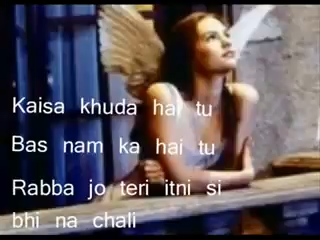 Kaisa khuda hai tu
Bas nam ka hai tu
Rabba jo teri itni si
bhi na chali